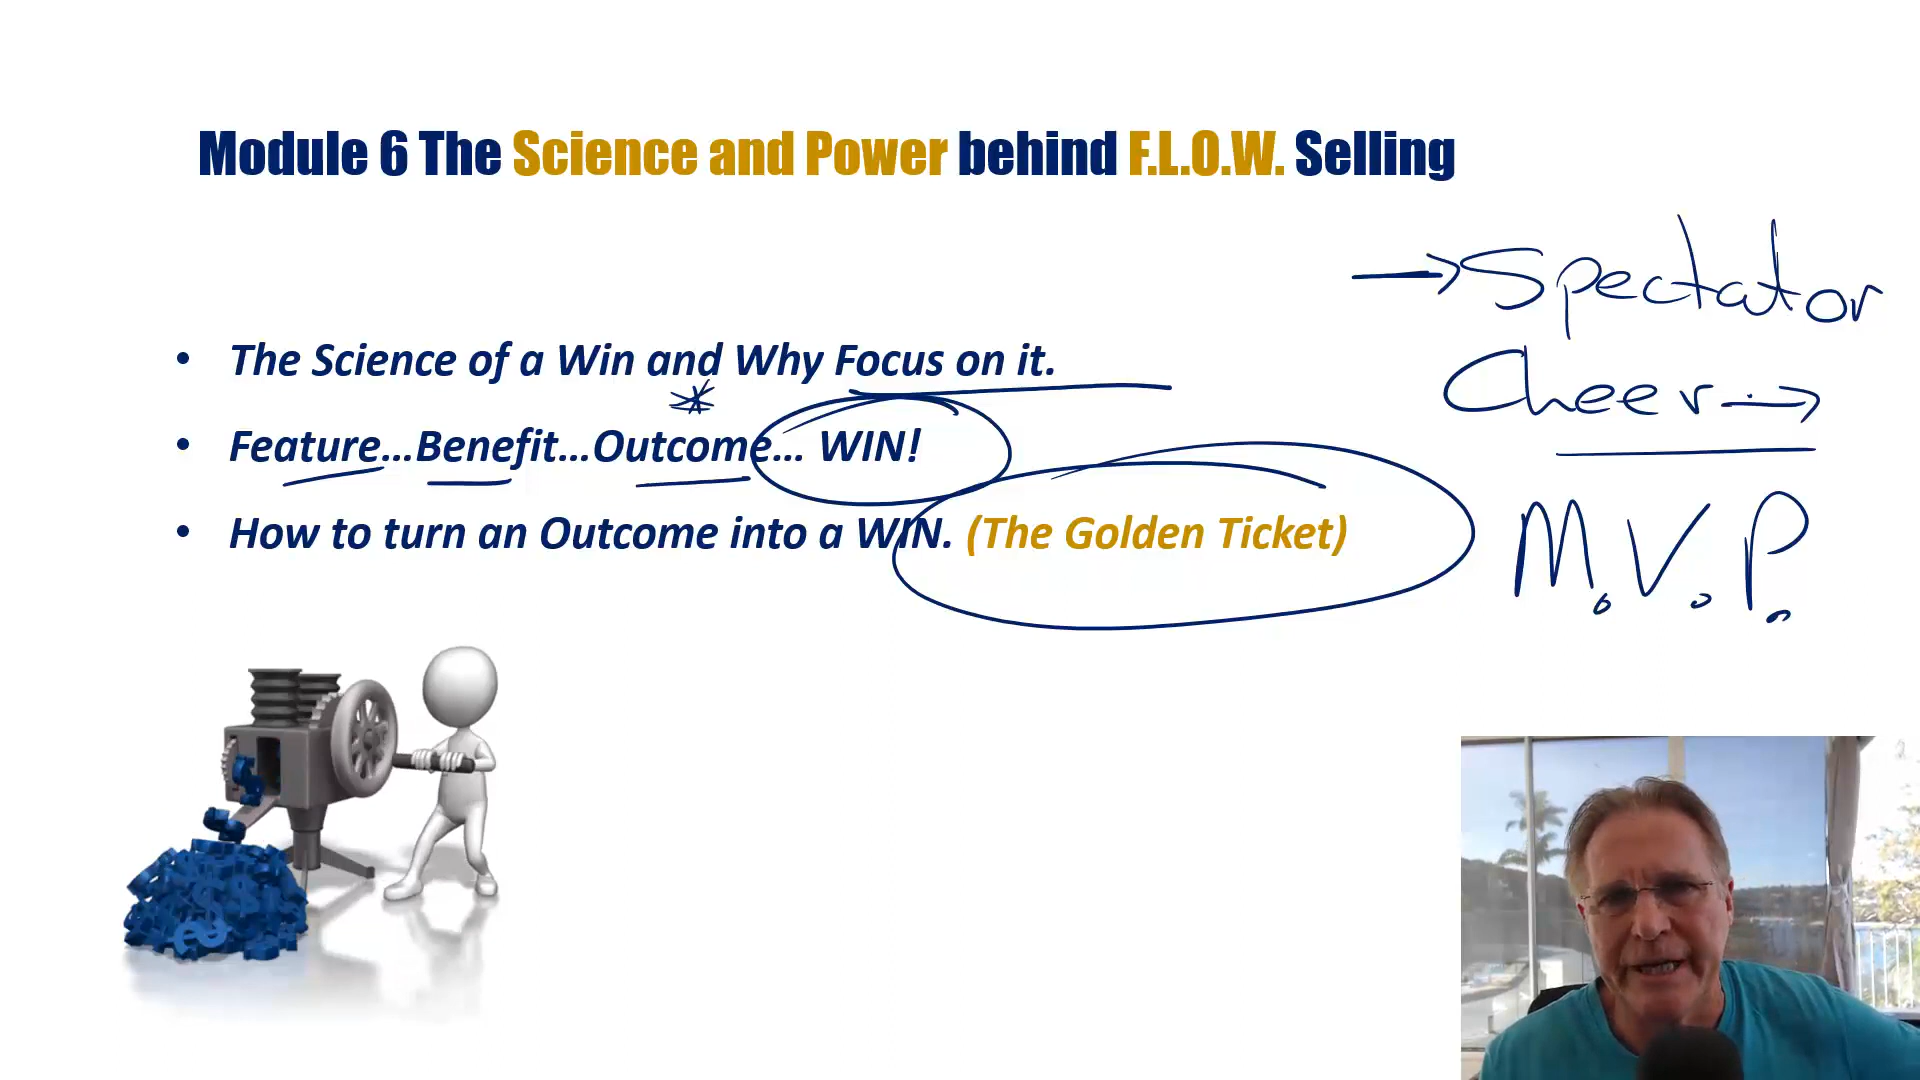 Module 6 The Science and Power behind F.L.O.W. Selling
→Spectator
Cheer→
M.V.P.
• The Science of a Win and Why Focus on it.
*
• Feature...Benefit...Outcome... WIN!
• How to turn an Outcome into a WIN. (The Golden Ticket)